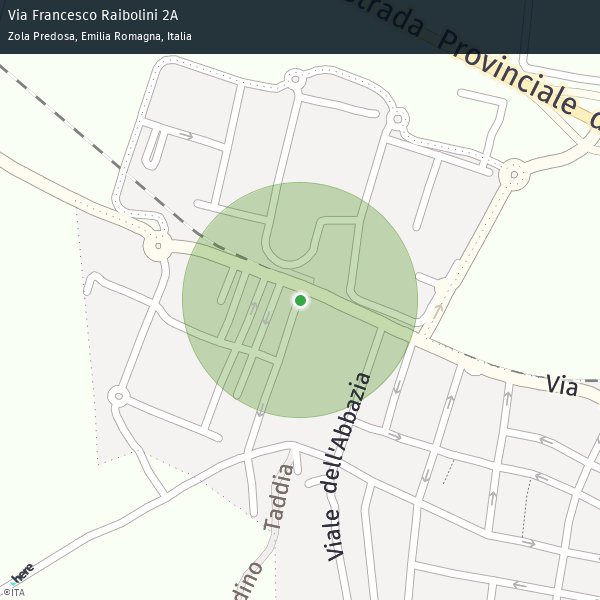 Via Francesco Raibolini 2A
Zola Predosa, Emilia Romagna, Italia
Strada Provinciale d
Via
Viale dell'Abbazia
dino Taddia
here
©ITA